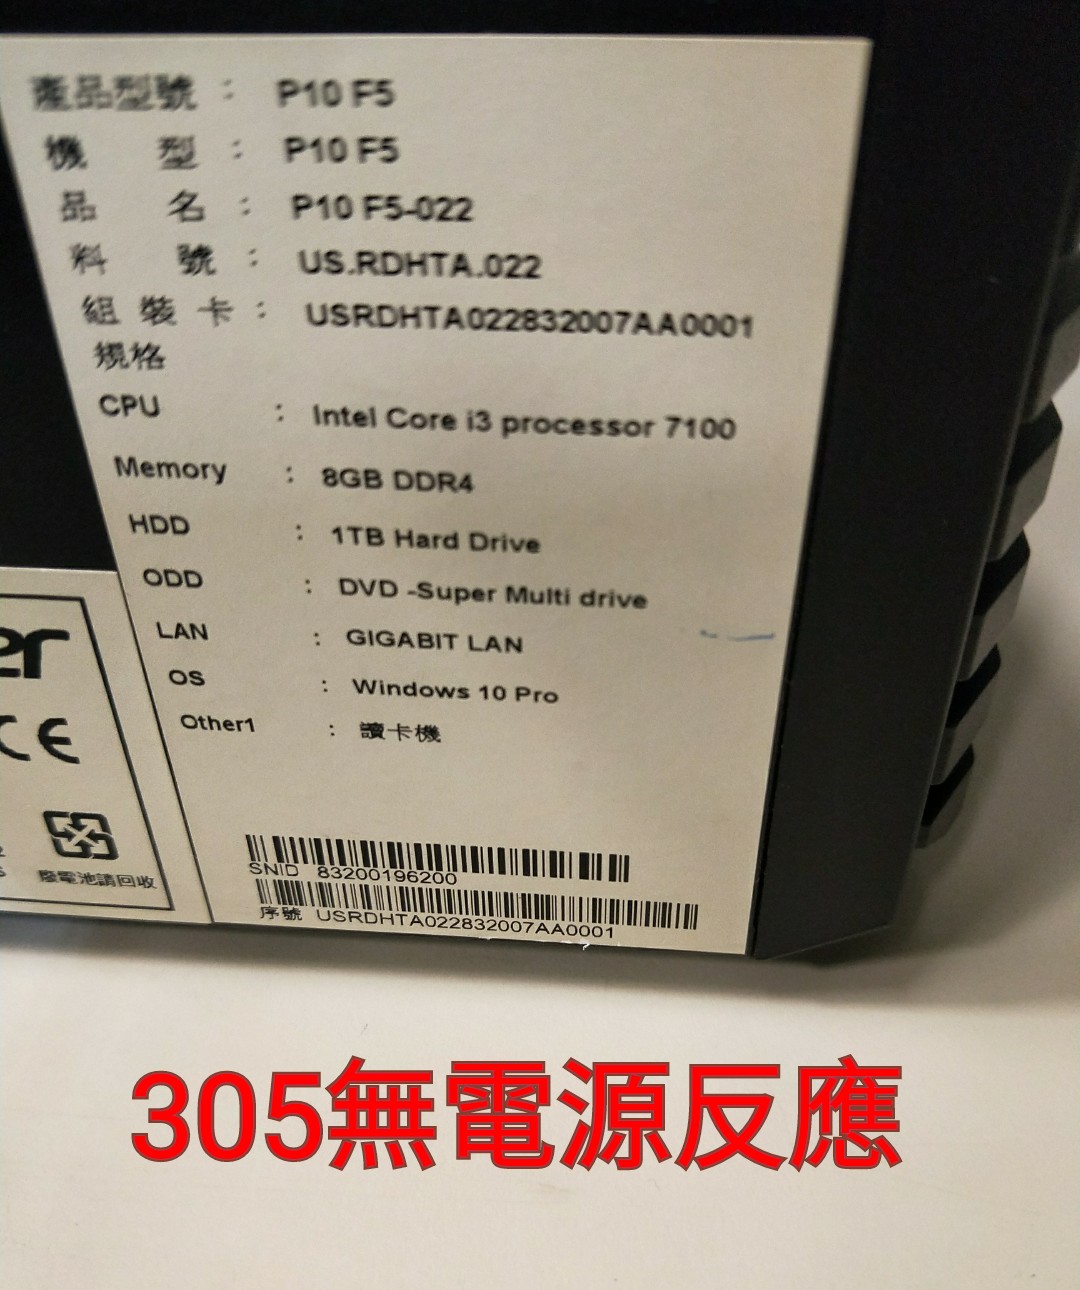 產品型號 : P10 F5
機型 : P10 F5
品名 : P10 F5-022
料號 : US.RDHTA.022
組裝卡 : USRDHTA022832007AA0001
規格
CPU : Intel Core i3 processor 7100
Memory : 8GB DDR4
HDD : 1TB Hard Drive
ODD : DVD -Super Multi drive
LAN : GIGABIT LAN
OS : Windows 10 Pro
Other1 : 讀卡機
SNID 83200196200
序號 USRDHTA022832007AA0001
er
CE
廢電池請回收
305無電源反應